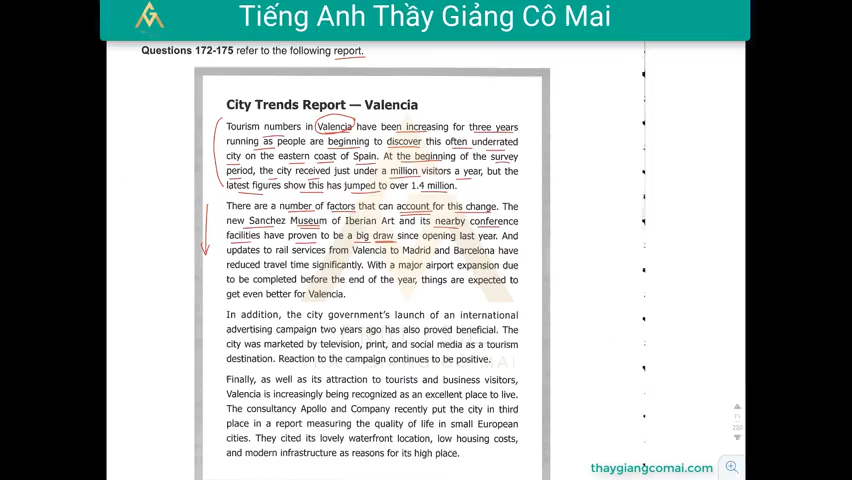 Tiếng Anh Thầy Giảng Cô Mai
Questions 172-175 refer to the following report.
City Trends Report — Valencia
Tourism numbers in Valencia have been increasing for three years
running as people are beginning to discover this often underrated
city on the eastern coast of Spain. At the beginning of the survey
period, the city received just under a million visitors a year, but the
latest figures show this has jumped to over 1.4 million.
There are a number of factors that can account for this change. The
new Sanchez Museum of Iberian Art and its nearby conference
facilities have proven to be a big draw since opening last year. And
updates to rail services from Valencia to Madrid and Barcelona have
reduced travel time significantly. With a major airport expansion due
to be completed before the end of the year, things are expected to
get even better for Valencia.
In addition, the city government's launch of an international
advertising campaign two years ago has also proved beneficial. The
city was marketed by television, print, and social media as a tourism
destination. Reaction to the campaign continues to be positive.
Finally, as well as its attraction to tourists and business visitors,
Valencia is increasingly being recognized as an excellent place to live.
The consultancy Apollo and Company recently put the city in third
place in a report measuring the quality of life in small European
cities. They cited its lovely waterfront location, low housing costs,
and modern infrastructure as reasons for its high place.
thaygiangcomai.com